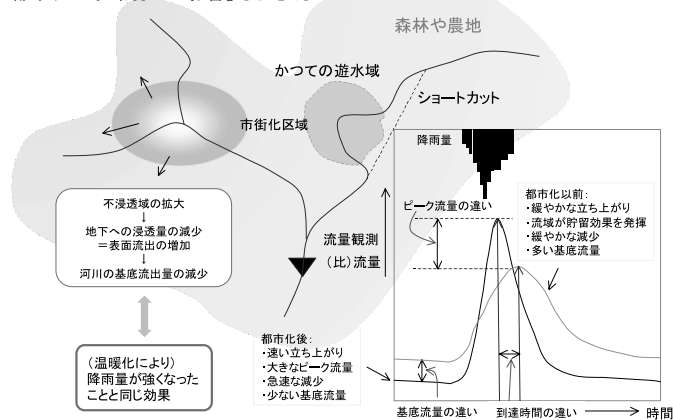 森林や農地
かつての遊水域
ショートカット
市街化区域
降雨量
不浸透域の拡大
↓
地下への浸透量の減少
＝表面流出の増加
↓
河川の基底流出量の減少
（温暖化により）
降雨量が強くなった
ことと同じ効果
流量観測
（比）流量
ピーク流量の違い
都市化以前：
・緩やかな立ち上がり
・流域が貯留効果を発揮
・緩やかな減少
・多い基底流量
都市化後：
・速い立ち上がり
・大きなピーク流量
・急速な減少
・少ない基底流量
基底流量の違い
到達時間の違い
時間